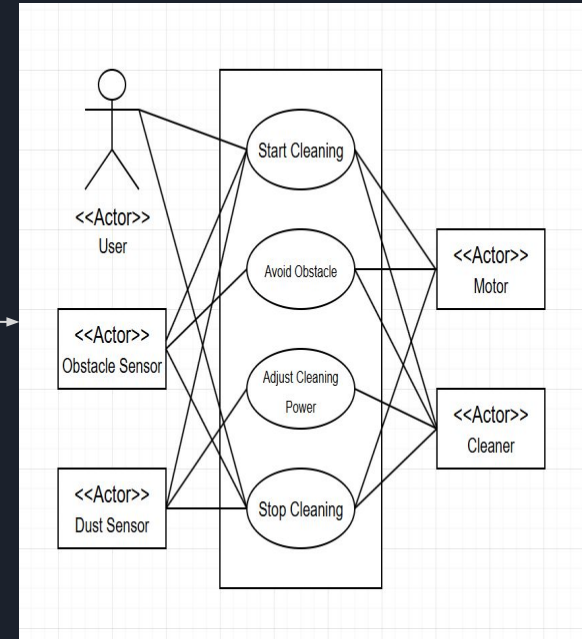 Start Cleaning
<<Actor>>
User
Avoid Obstacle
<<Actor>>
Motor
<<Actor>>
Obstacle Sensor
Adjust Cleaning
Power
<<Actor>>
Cleaner
<<Actor>>
Dust Sensor
Stop Cleaning